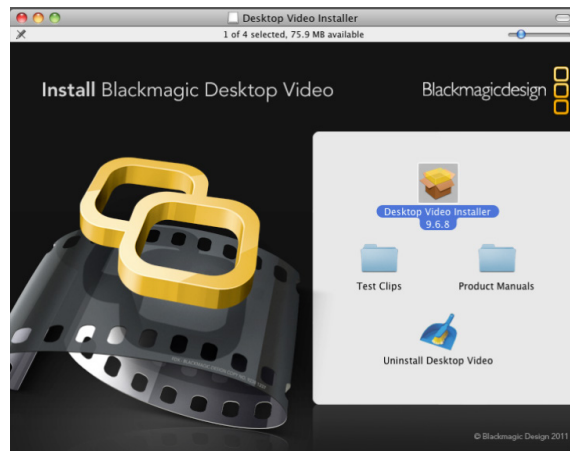 Desktop Video Installer
1 of 4 selected, 75.9 MB available
Install Blackmagic Desktop Video
Blackmagicdesign
Desktop Video Installer
9.6.8
Test Clips
Product Manuals
Uninstall Desktop Video
© Blackmagic Design 2011